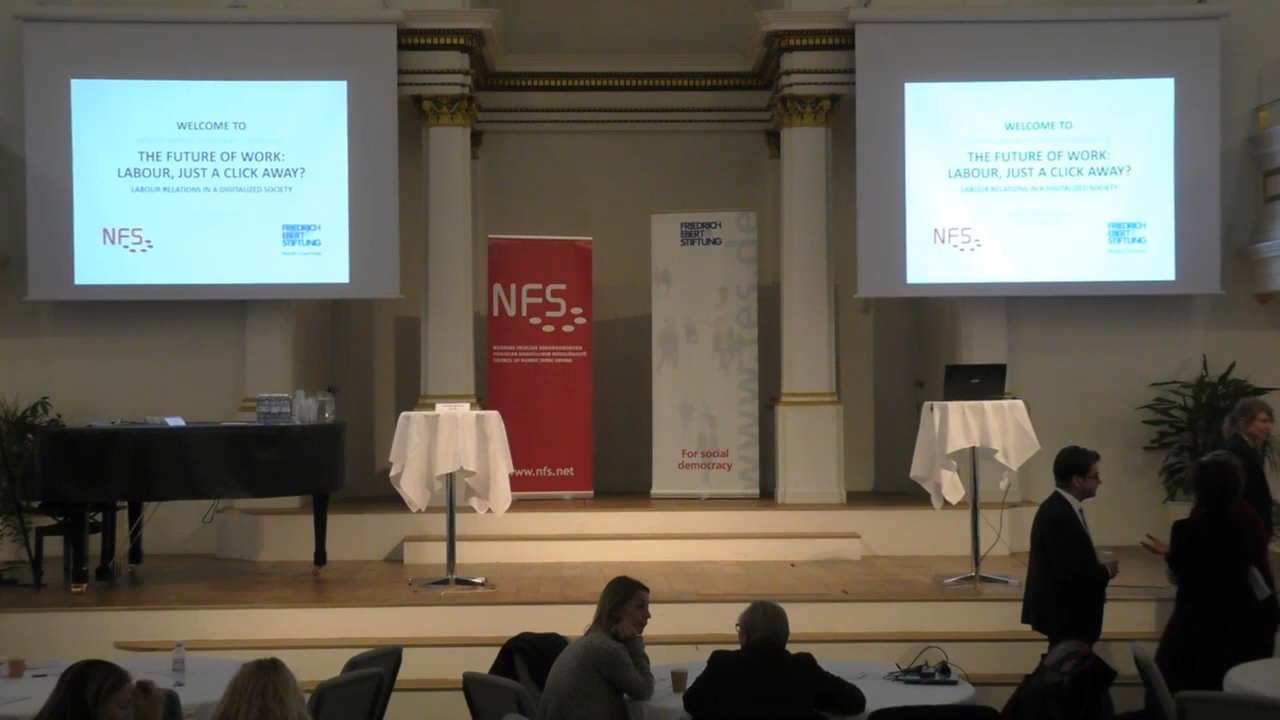 WELCOME TO
THE FUTURE OF WORK:
LABOUR, JUST A CLICK AWAY?
LABOUR RELATIONS IN A DIGITALIZED SOCIETY
NFS
FRIEDRICH
EBERT
STIFTUNG
NFS
COUNCIL OF NORDIC TRADE UNIONS
www.nfs.net
FRIEDRICH
EBERT
STIFTUNG
www.fes.de
For social
democracy
WELCOME TO
THE FUTURE OF WORK:
LABOUR, JUST A CLICK AWAY?
LABOUR RELATIONS IN A DIGITALIZED SOCIETY
NFS
FRIEDRICH
EBERT
STIFTUNG